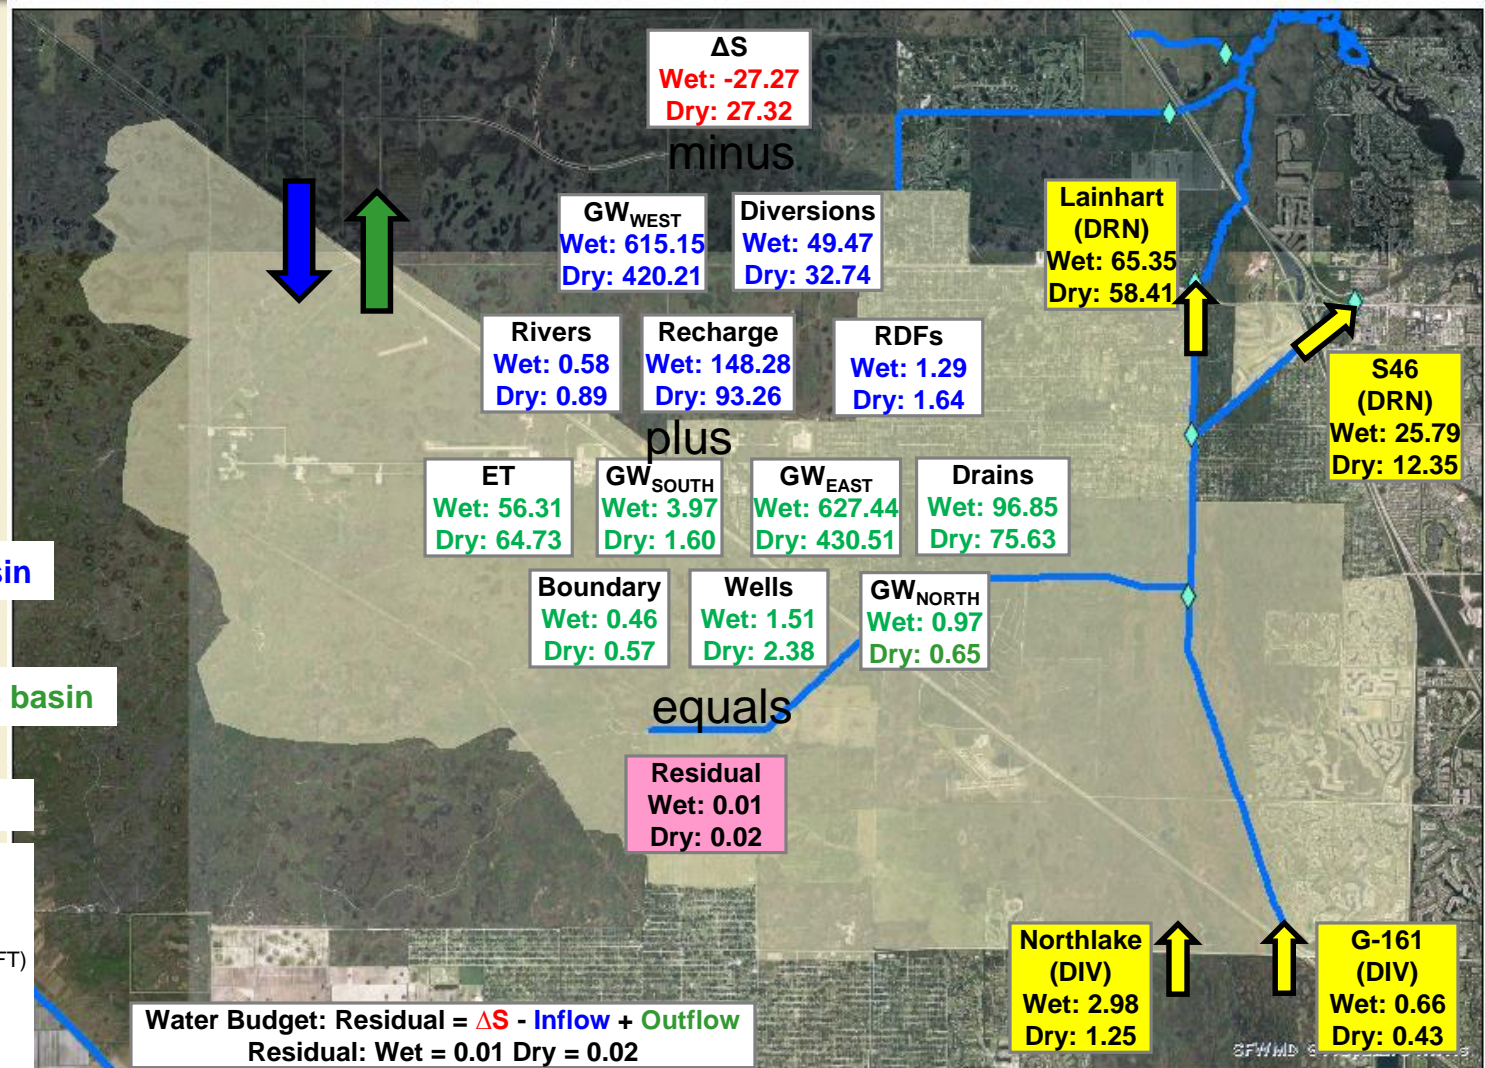 ΔS
Wet: -27.27
Dry: 27.32
minus
GWWEST
Wet: 615.15
Dry: 420.21
Diversions
Wet: 49.47
Dry: 32.74
Lainhart
(DRN)
Wet: 65.35
Dry: 58.41
Rivers
Wet: 0.58
Dry: 0.89
Recharge
Wet: 148.28
Dry: 93.26
RDFs
Wet: 1.29
Dry: 1.64
S46
(DRN)
Wet: 25.79
Dry: 12.35
plus
ET
Wet: 56.31
Dry: 64.73
GWSOUTH
Wet: 3.97
Dry: 1.60
GWEAST
Wet: 627.44
Dry: 430.51
Drains
Wet: 96.85
Dry: 75.63
sin
Boundary
Wet: 0.46
Dry: 0.57
Wells
Wet: 1.51
Dry: 2.38
GWNORTH
Wet: 0.97
Dry: 0.65
basin
equals
Residual
Wet: 0.01
Dry: 0.02
FT)
Northlake
(DIV)
Wet: 2.98
Dry: 1.25
G-161
(DIV)
Wet: 0.66
Dry: 0.43
Water Budget: Residual = ΔS - Inflow + Outflow
Residual: Wet = 0.01 Dry = 0.02
SFWMD